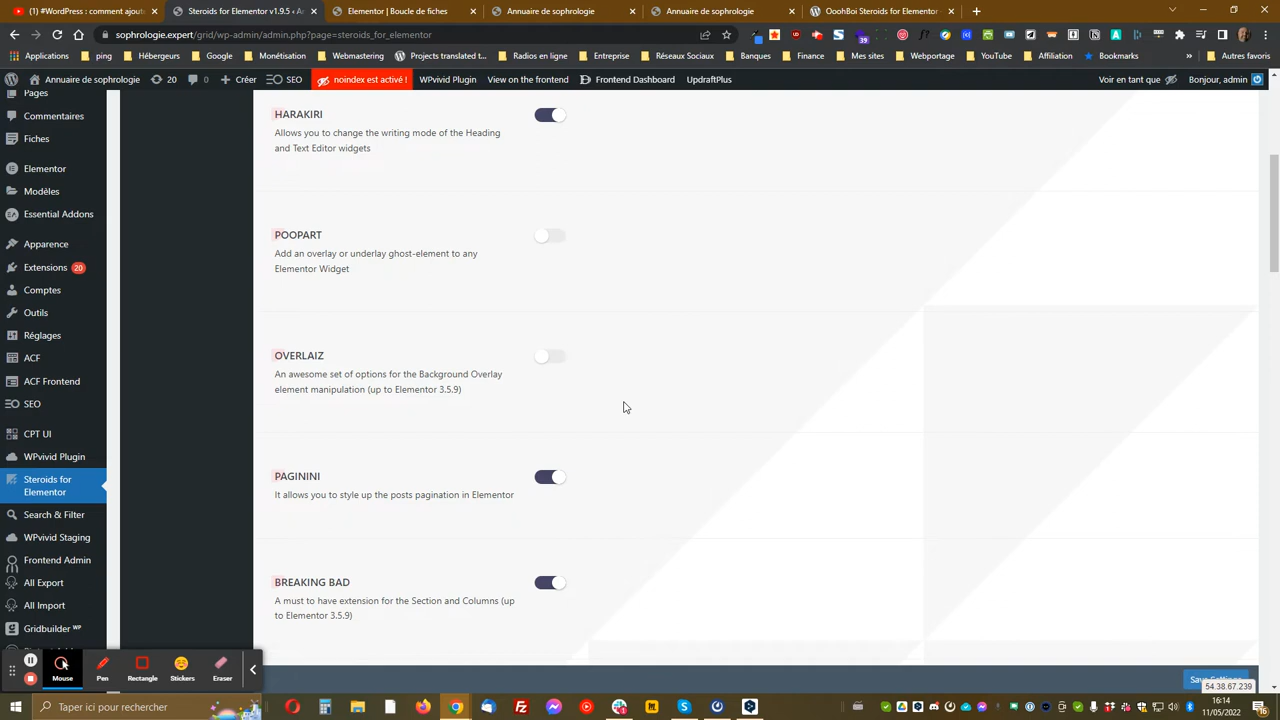 (1) #WordPress : comment ajout
Steroids for Elementor v1.9.5 ‹ An
Elementor | Boucle de fiches
Annuaire de sophrologie
Annuaire de sophrologie
OoohBoi Steroids for Elementor –
steroids.expert/grid/wp-admin/admin.php?page=steroids_for_elementor
Applications
ping
Hébergeurs
Google
Montinoux
Webmastering
Projects translated t...
Radios en ligne
Entreprise
Réseaux Sociaux
Banques
Finance
Mes sites
Webportage
YouTube
Affiliation
Bookmarks
»
Autres favoris
Annuaire de sophrologie
20
0
Créer
SEO
noindex est activé !
WPvivid Plugin
View on the frontend
Frontend Dashboard
UpdraftPlus
Voir en tant que
Bonjour, admin
Pages
Commentaires
Fiches
Elementor
Modèles
Essential Addons
Apparence
Extensions 20
Comptes
Outils
Réglages
ACF
ACF Frontend
SEO
CPT UI
WPvivid Plugin
Steroids for
Elementor
Search & Filter
WPvivid Staging
Frontend Admin
All Export
All Import
Gridbuilder WP
HARAKIRI
Allows you to change the writing mode of the Heading
and Text Editor widgets
POOPART
Add an overlay or underlay ghost-element to any
Elementor Widget
OVERLAIZ
An awesome set of options for the Background Overlay
element manipulation (up to Elementor 3.5.9)
PAGININI
It allows you to style up the posts pagination in Elementor
BREAKING BAD
A must to have extension for the Section and Columns (up
to Elementor 3.5.9)
Mouse
Pen
Rectangle
Stickers
Eraser
Save Settings
54.38.67.239
Taper ici pour rechercher
16:14
11/05/2022